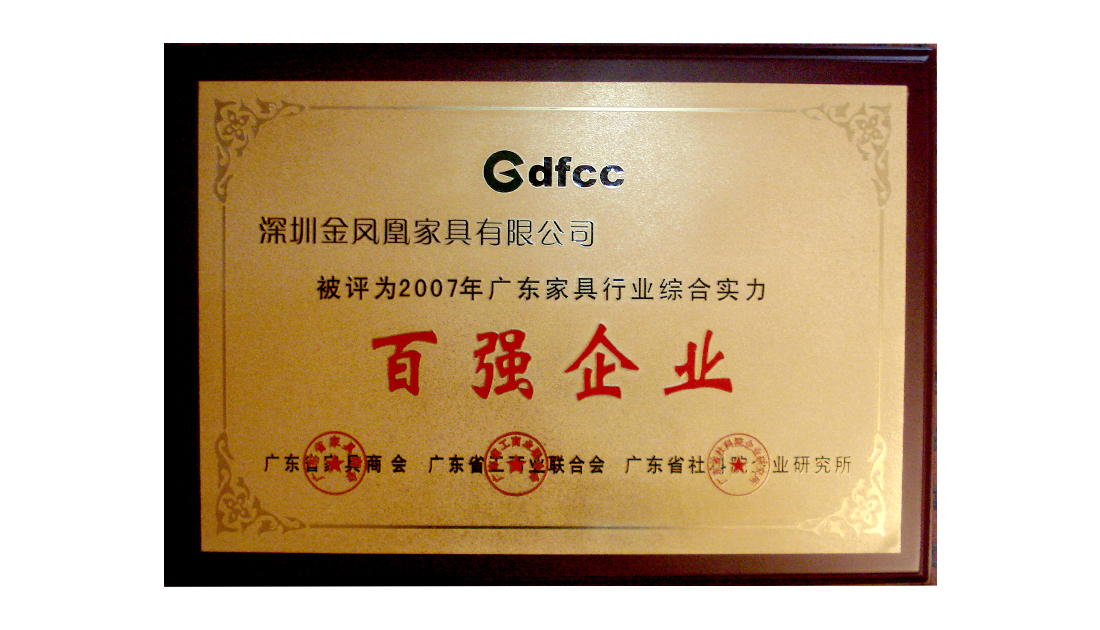 Gdfcc
深圳金凤凰家具有限公司
被评为2007年广东家具行业综合实力
百强企业
广东省家具商会 广东省工商业联合会 广东省社科院企业研究所